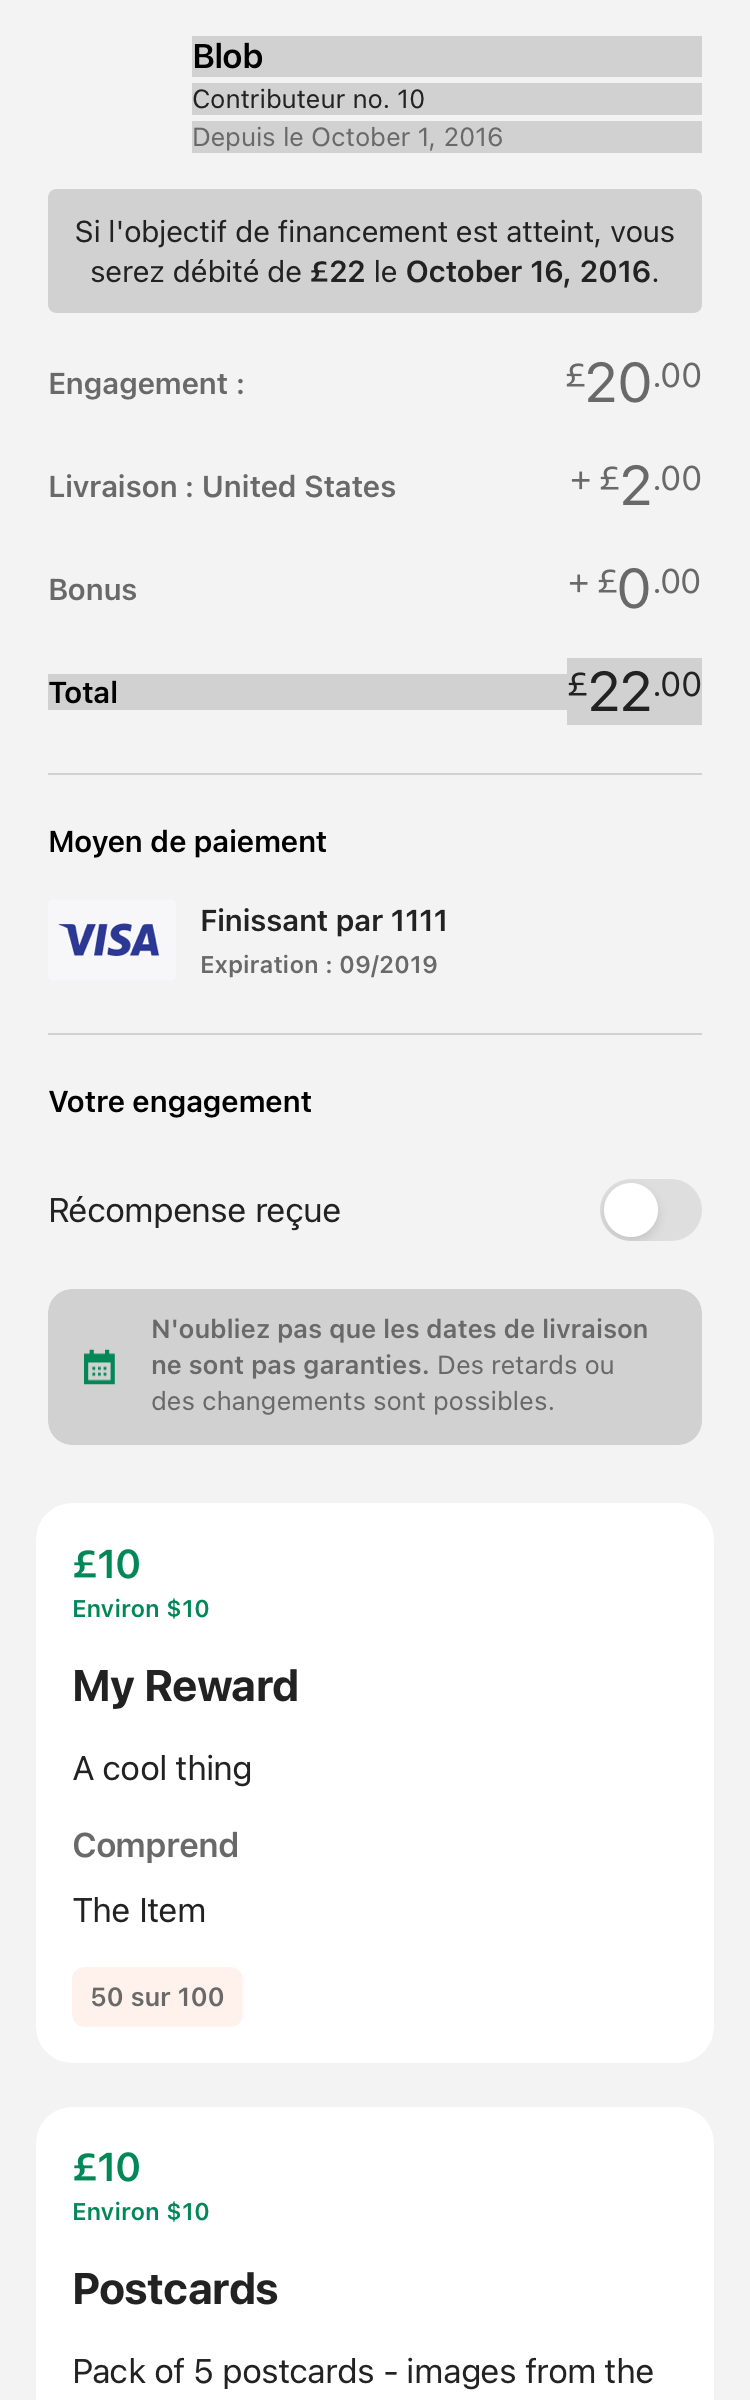 Blob
Contributeur no. 10
Depuis le October 1, 2016
Si l'objectif de financement est atteint, vous
serez débité de £22 le October 16, 2016.
Engagement : £20.00
Livraison : United States + £2.00
Bonus + £0.00
Total £22.00
Moyen de paiement
VISA
Finissant par 1111
Expiration : 09/2019
Votre engagement
Récompense reçue
N'oubliez pas que les dates de livraison
ne sont pas garanties. Des retards ou
des changements sont possibles.
£10
Environ $10
My Reward
A cool thing
Comprend
The Item
50 sur 100
£10
Environ $10
Postcards
Pack of 5 postcards - images from the